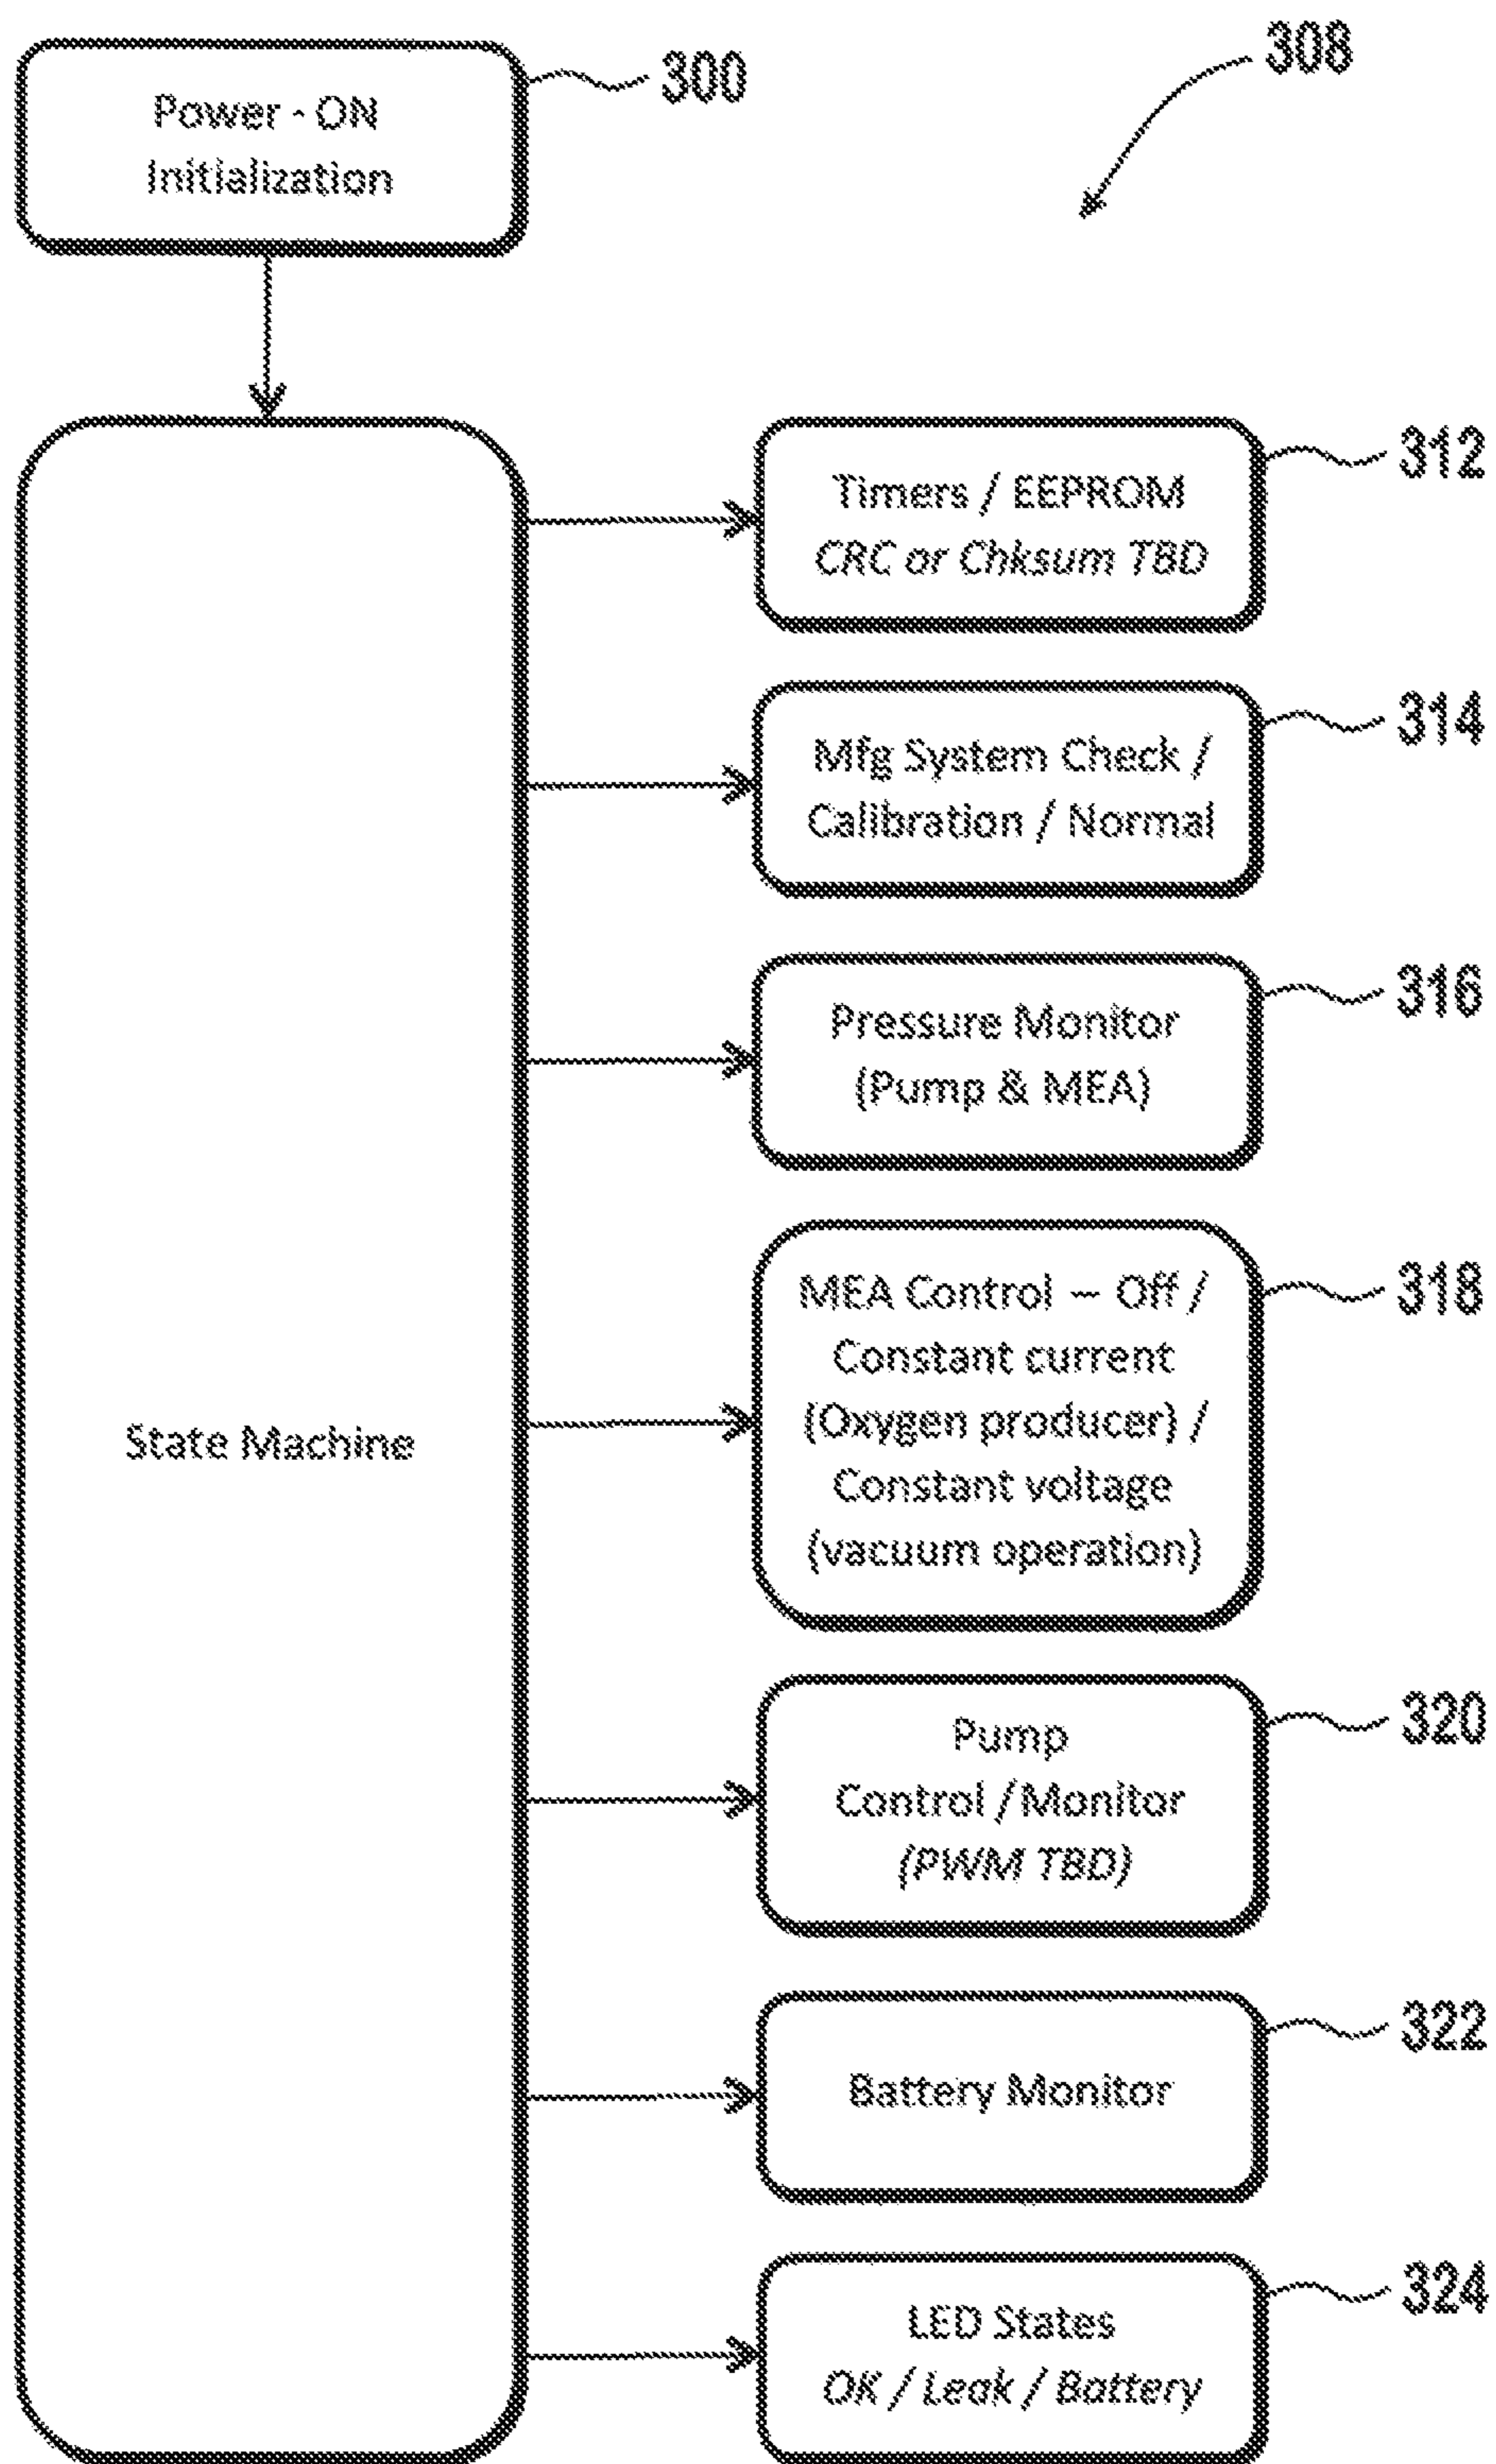 308
Power - ON
Initialization
300
State Machine
Timers / EEPROM
CRC or Chksum TBD
312
Mfg System Check /
Calibration / Normal
314
Pressure Monitor
(Pump & MEA)
316
MEA Control – Off /
Constant current
(Oxygen producer) /
Constant voltage
(vacuum operation)
318
Pump
Control /Monitor
(PWM TBD)
320
Battery Monitor
322
LED States
OK / Leak / Battery
324